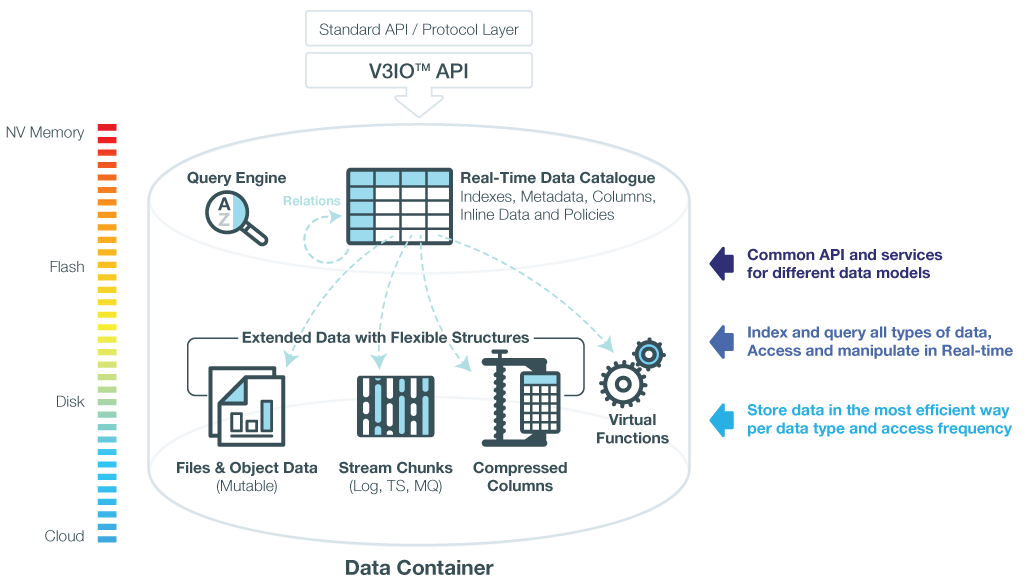 Standard API / Protocol Layer
V3IO™ API
NV Memory
Flash
Disk
Cloud
Query Engine
A
Z
Relations
Real-Time Data Catalogue
Indexes, Metadata, Columns,
Inline Data and Policies
Extended Data with Flexible Structures
Files & Object Data
(Mutable)
Stream Chunks
(Log, TS, MQ)
Compressed
Columns
Virtual
Functions
Common API and services
for different data models
Index and query all types of data,
Access and manipulate in Real-time
Store data in the most efficient way
per data type and access frequency
Data Container